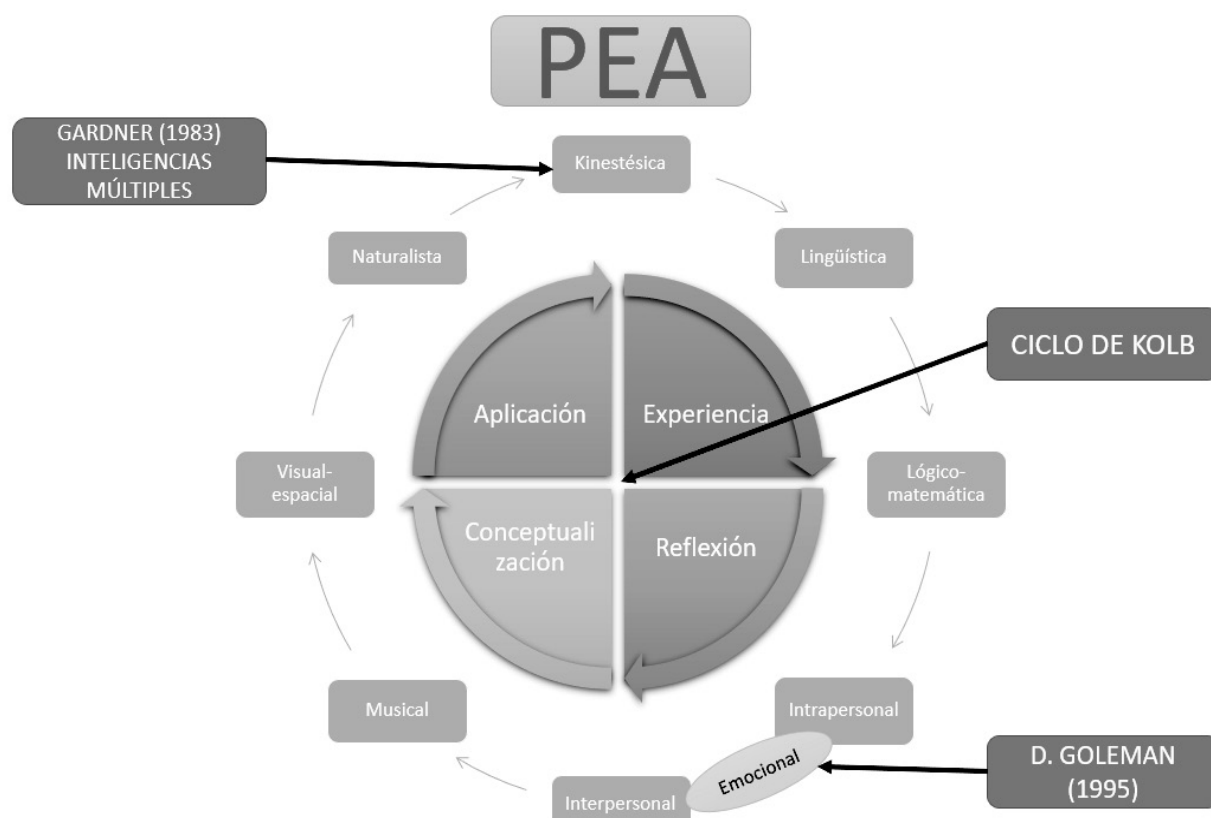 PEA
GARDNER (1983)
INTELIGENCIAS
MÚLTIPLES
Kinestésica
Naturalista
Lingüística
CICLO DE KOLB
Aplicación
Experiencia
Visual-
espacial
Lógico-
matemática
Conceptuali
zación
Reflexión
Musical
Intrapersonal
Emocional
Interpersonal
D. GOLEMAN
(1995)